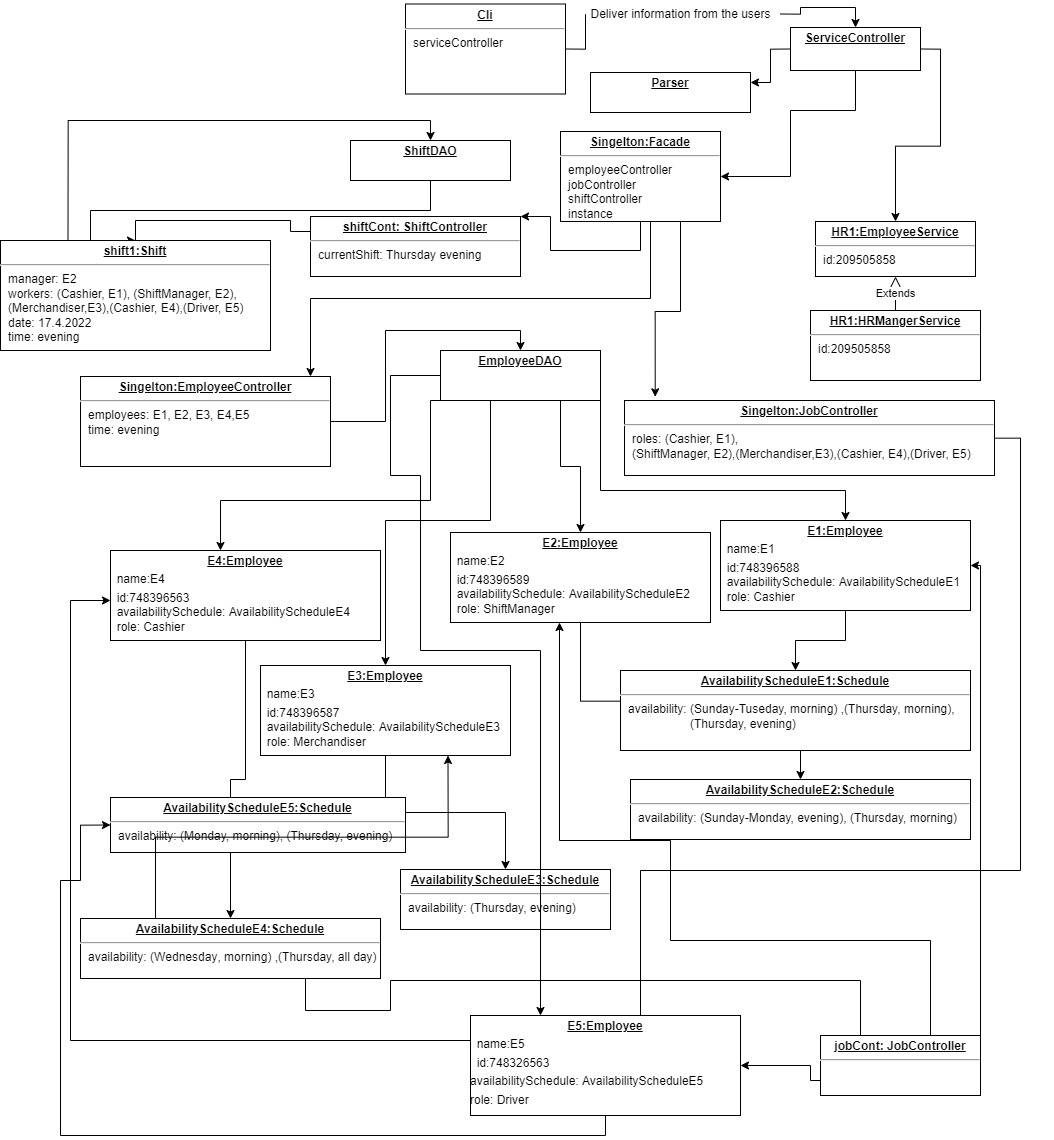 Cli
serviceController
Deliver information from the users
ServiceController
Parser
ShiftDAO
Singelton:Facade
employeeController
jobController
shiftController
instance
shiftCont: ShiftController
currentShift: Thursday evening
HR1:EmployeeService
id:209505858
Extends
HR1:HRMangerService
id:209505858
shift1:Shift
manager: E2
workers: (Cashier, E1), (ShiftManager, E2),
(Merchandiser,E3),(Cashier, E4),(Driver, E5)
date: 17.4.2022
time: evening
EmployeeDAO
Singelton:EmployeeController
employees: E1, E2, E3, E4,E5
time: evening
Singelton:JobController
roles: (Cashier, E1),
(ShiftManager, E2),(Merchandiser,E3),(Cashier, E4),(Driver, E5)
E4:Employee
name:E4
id:748396563
availabilitySchedule: AvailabilityScheduleE4
role: Cashier
E2:Employee
name:E2
id:748396589
availabilitySchedule: AvailabilityScheduleE2
role: ShiftManager
E1:Employee
name:E1
id:748396588
availabilitySchedule: AvailabilityScheduleE1
role: Cashier
E3:Employee
name:E3
id:748396587
availabilitySchedule: AvailabilityScheduleE3
role: Merchandiser
AvailabilityScheduleE1:Schedule
availability: (Sunday-Tuseday, morning) ,(Thursday, morning),
(Thursday, evening)
AvailabilityScheduleE2:Schedule
availability: (Sunday-Monday, evening), (Thursday, morning)
AvailabilityScheduleE5:Schedule
availability: (Monday, morning), (Thursday, evening)
AvailabilityScheduleE3:Schedule
availability: (Thursday, evening)
AvailabilityScheduleE4:Schedule
availability: (Wednesday, morning) ,(Thursday, all day)
E5:Employee
name:E5
id:748326563
availabilitySchedule: AvailabilityScheduleE5
role: Driver
jobCont: JobController